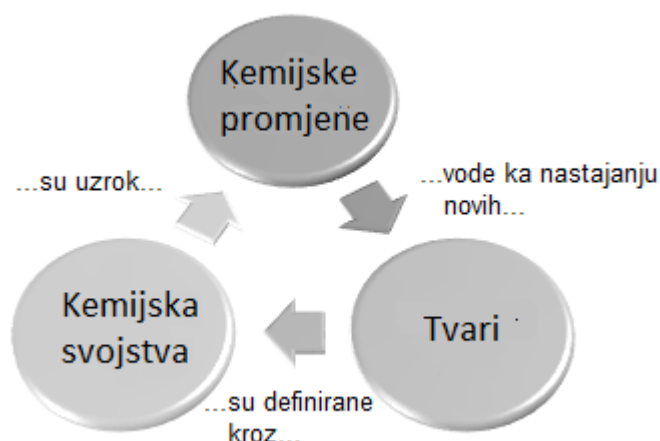 Kemijske
promjene
...su uzrok...
...vode ka nastajanju
novih...
Kemijska
svojstva
Tvari
...su definirane
kroz...